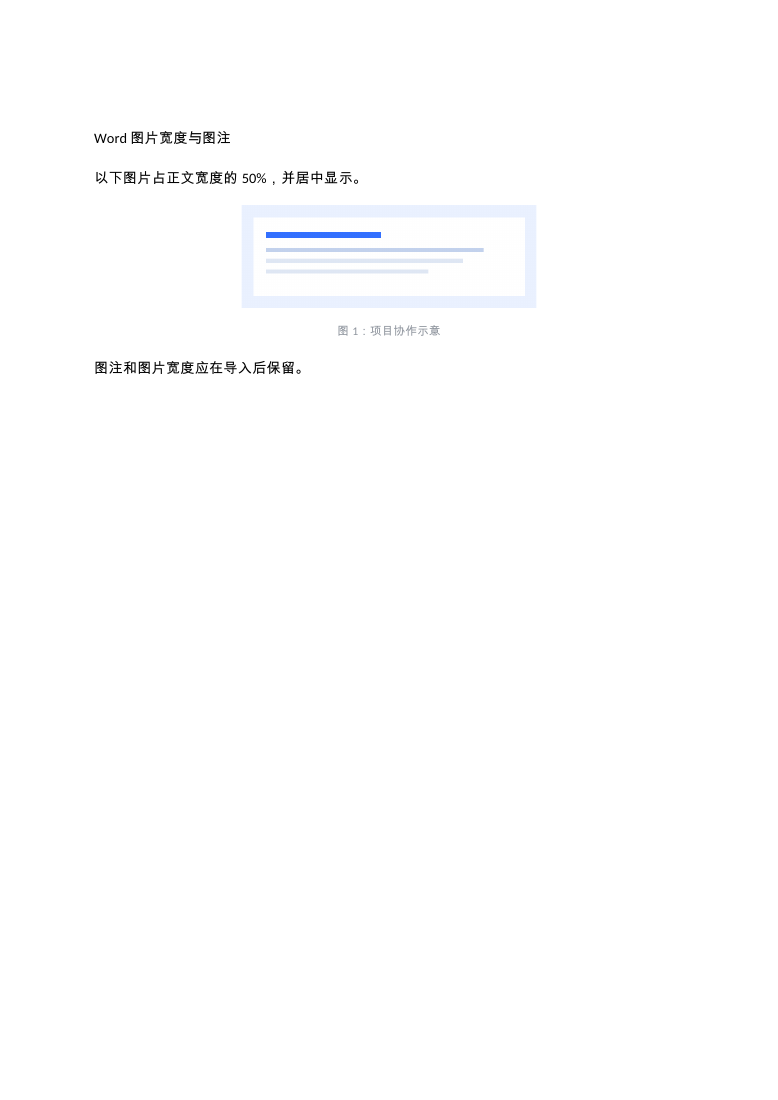 Word 图片宽度与图注
以下图片占正文宽度的 50%，并居中显示。
图 1：项目协作示意
图注和图片宽度应在导入后保留。